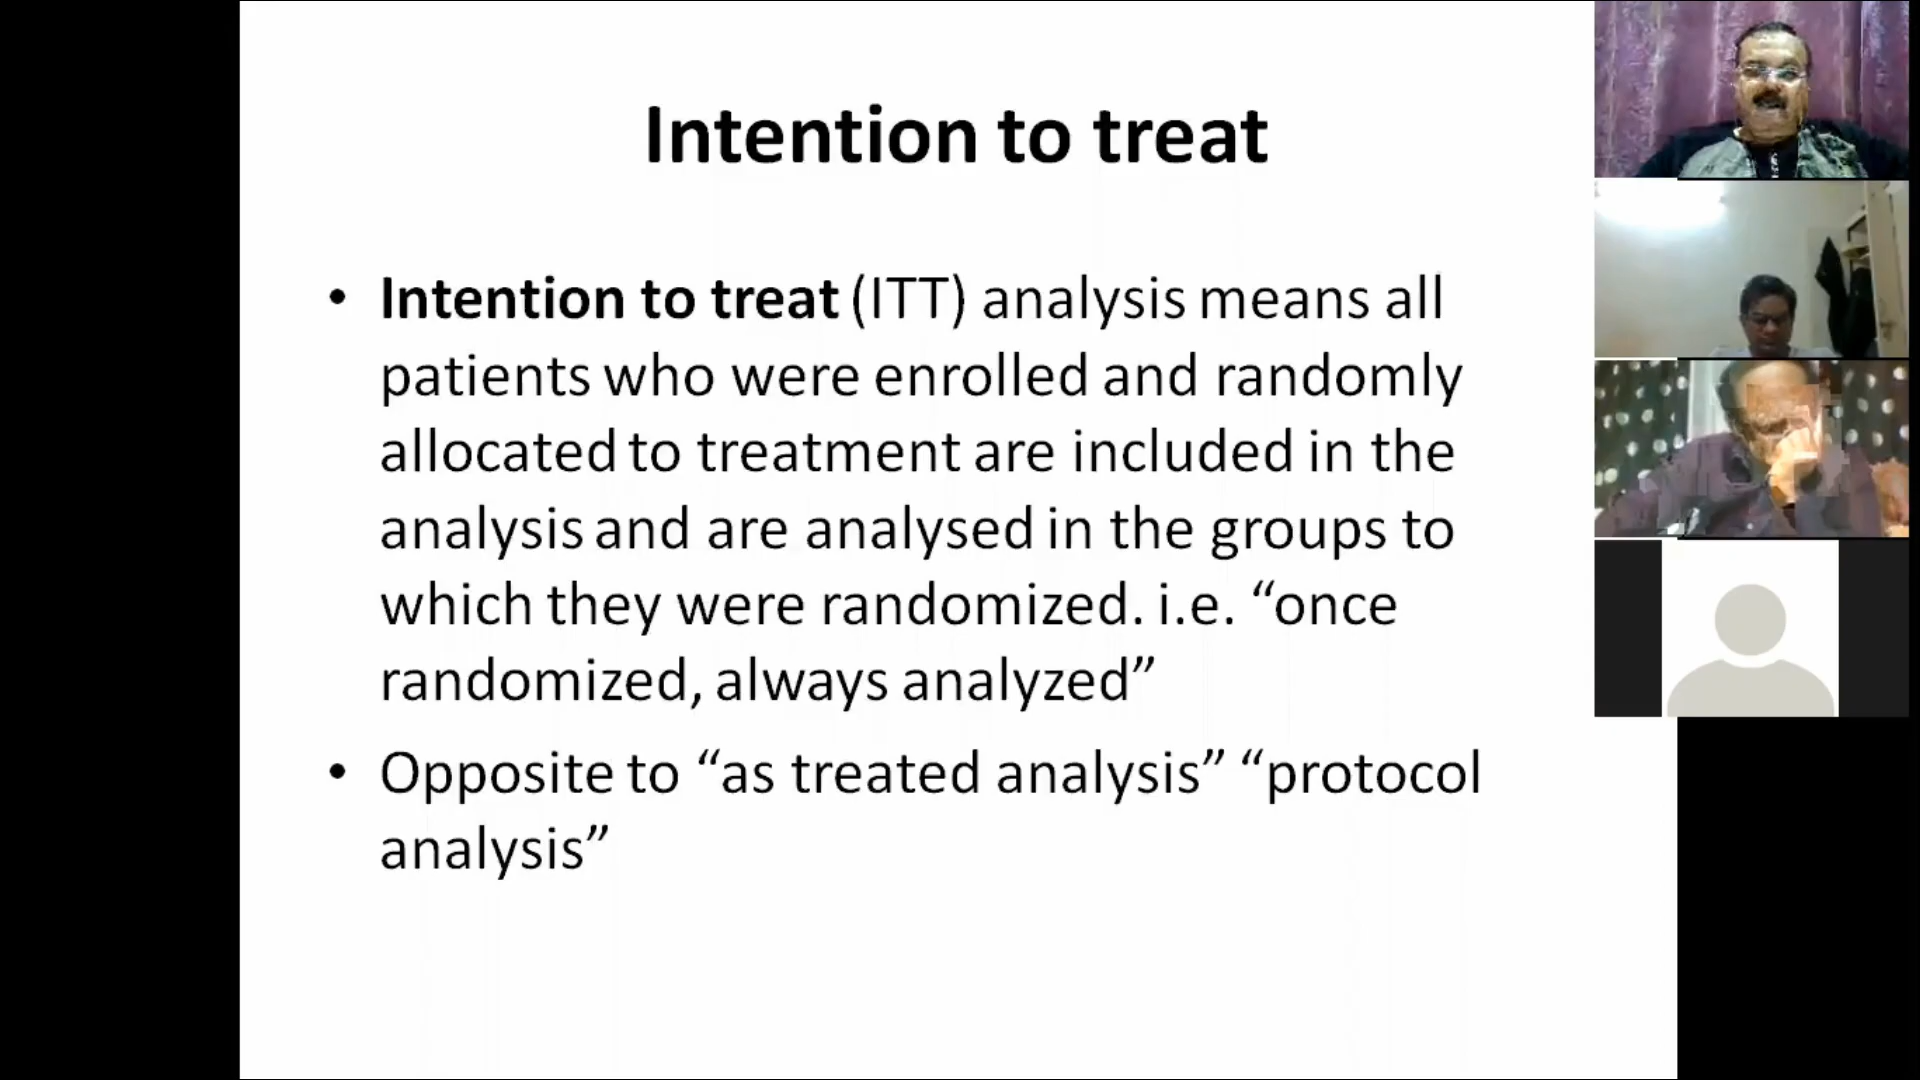 Intention to treat
• Intention to treat (ITT) analysis means all
patients who were enrolled and randomly
allocated to treatment are included in the
analysis and are analysed in the groups to
which they were randomized. i.e. “once
randomized, always analyzed”
• Opposite to “as treated analysis” “protocol
analysis”